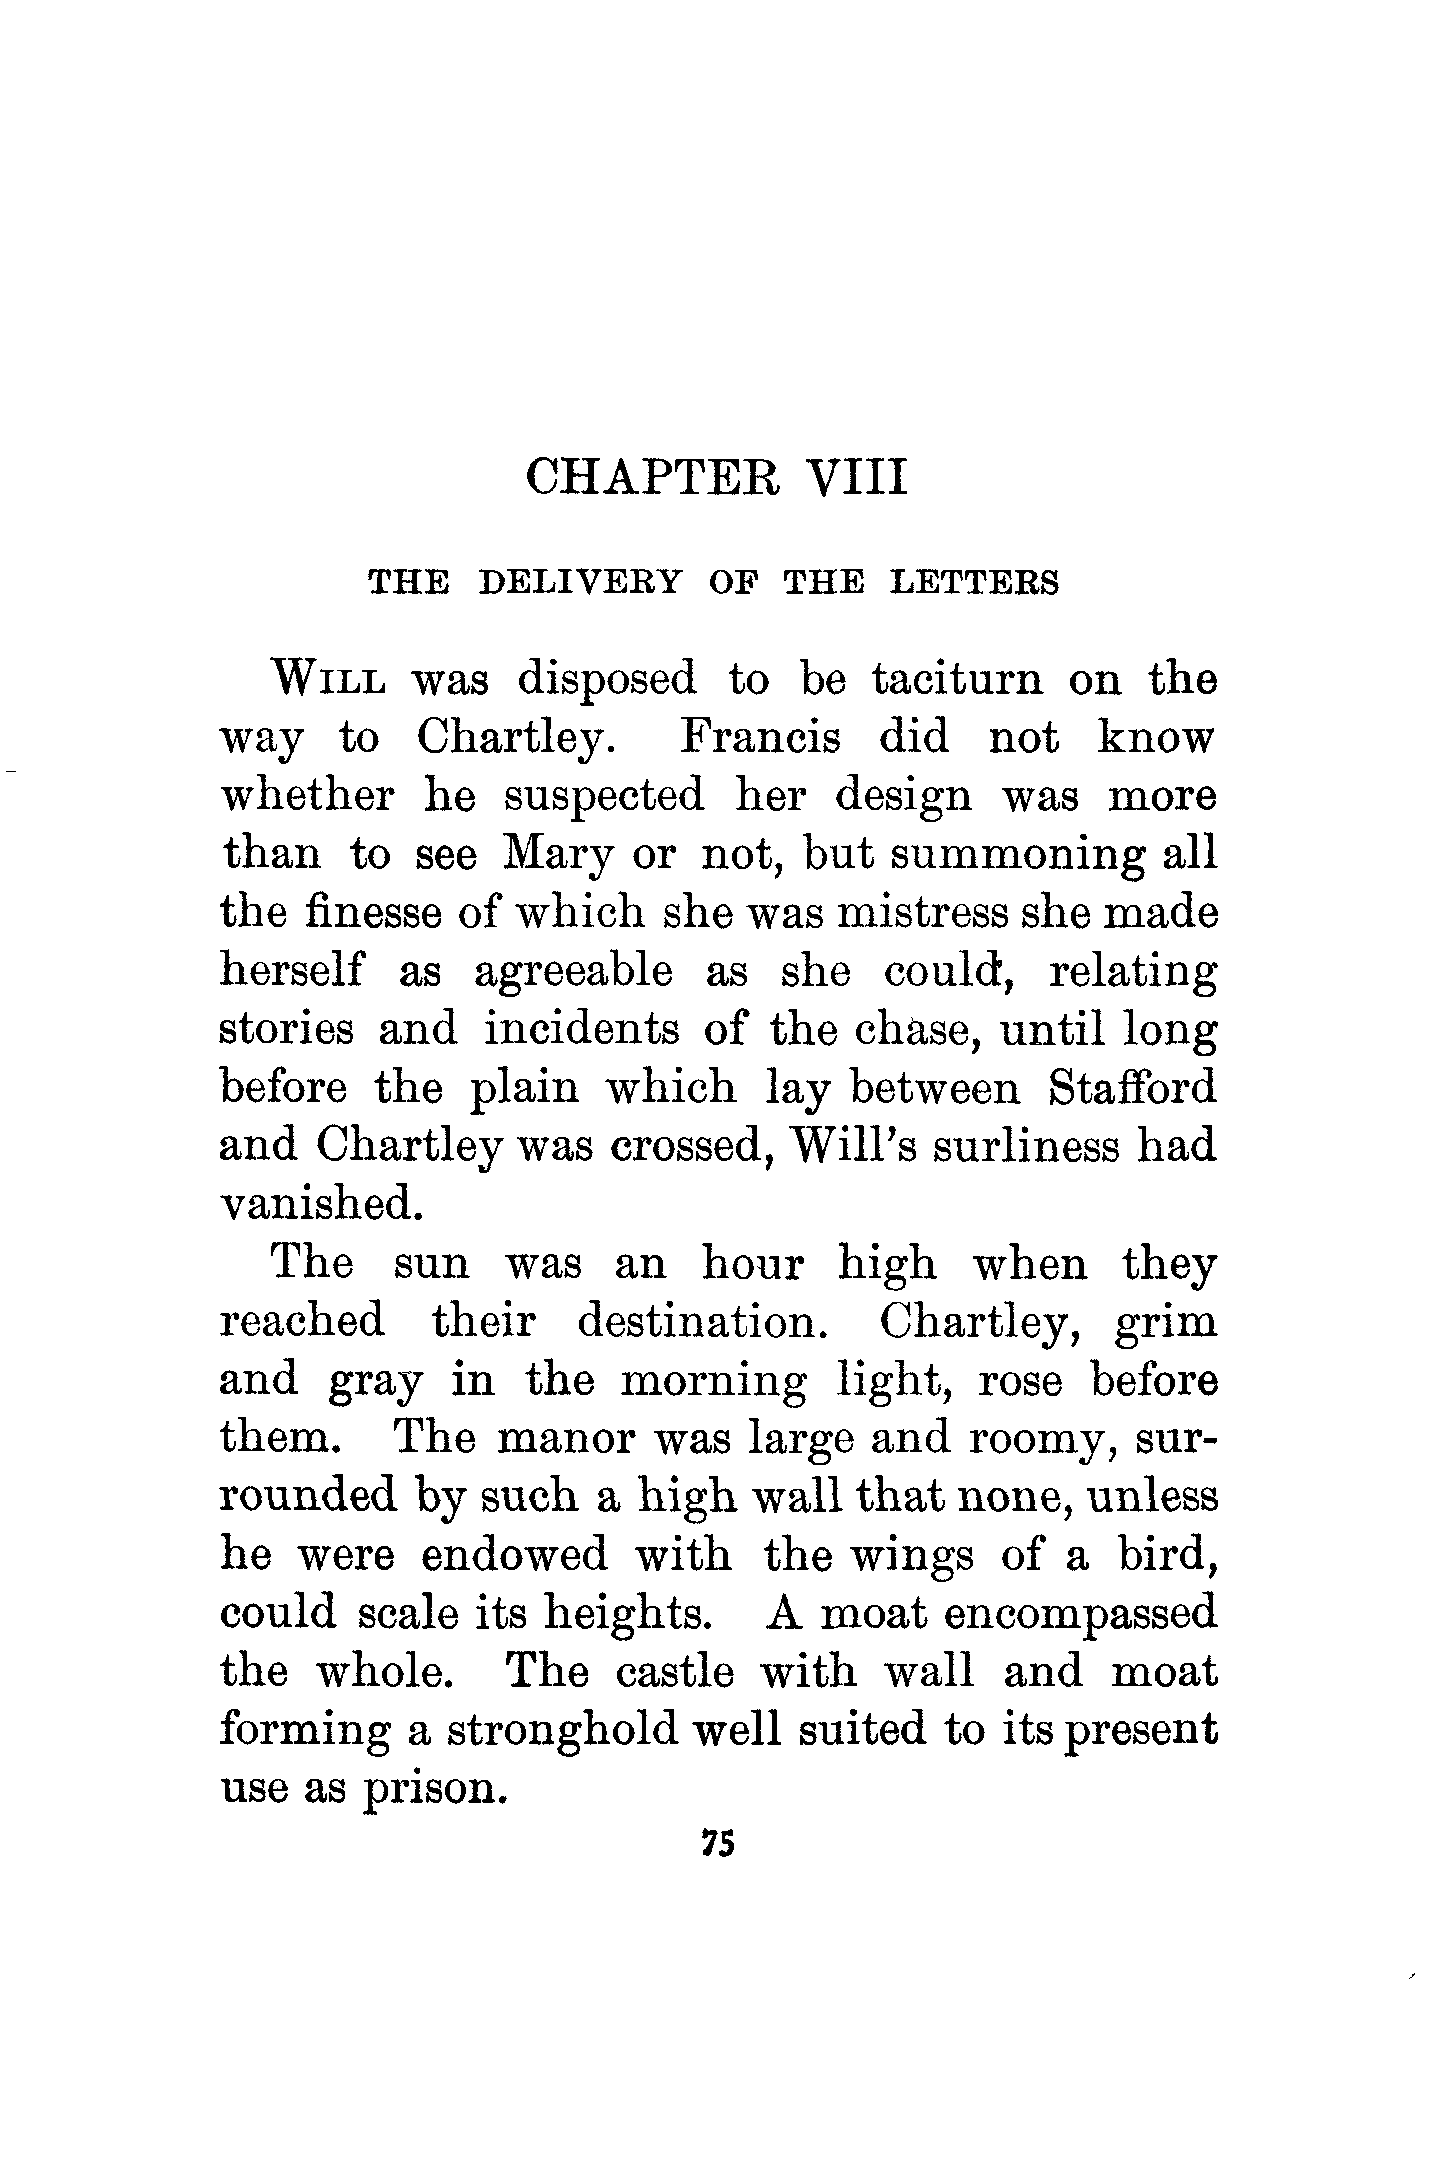 CHAPTER VIII
THE DELIVERY OF THE LETTERS
WILL was disposed to be taciturn on the
way to Chartley. Francis did not know
whether he suspected her design was more
than to see Mary or not, but summoning all
the finesse of which she was mistress she made
herself as agreeable as she could, relating
stories and incidents of the chase, until long
before the plain which lay between Stafford
and Chartley was crossed, Will's surliness had
vanished.
The sun was an hour high when they
reached their destination. Chartley, grim
and gray in the morning light, rose before
them. The manor was large and roomy, sur-
rounded by such a high wall that none, unless
he were endowed with the wings of a bird,
could scale its heights. A moat encompassed
the whole. The castle with wall and moat
forming a stronghold well suited to its present
use as prison.
75